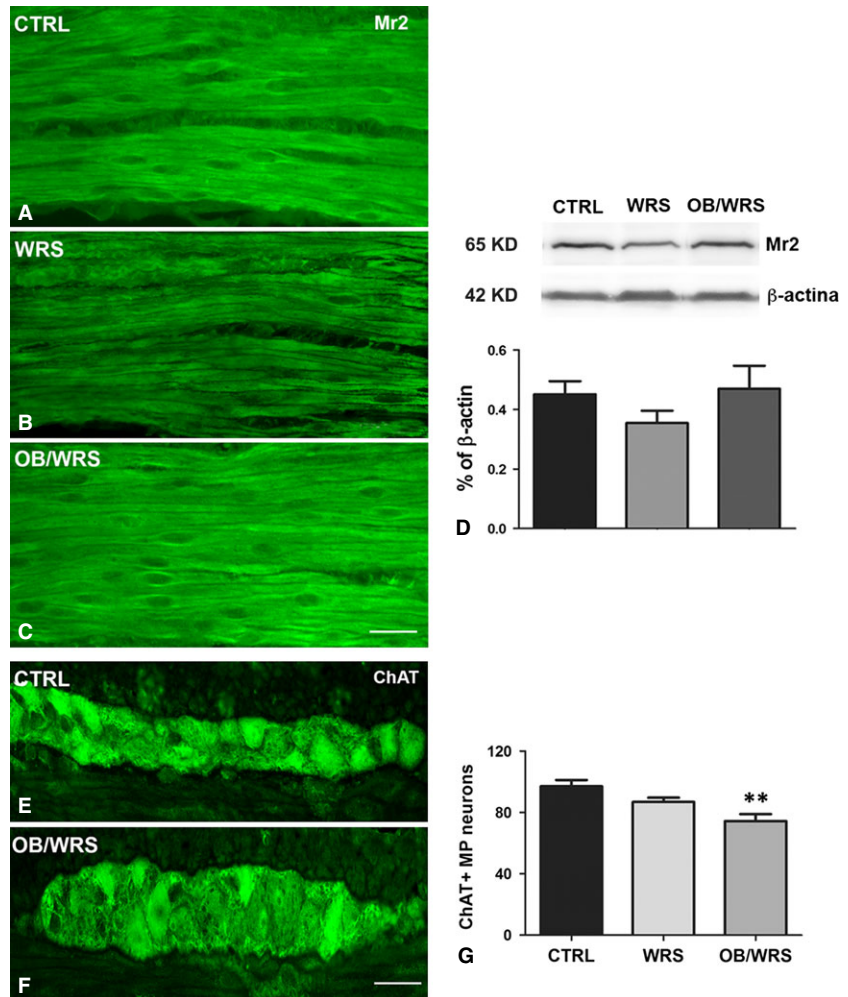 CTRL Mr2
A
WRS
B
OB/WRS
C
CTRL WRS OB/WRS
65 KD Mr2
42 KD β-actina
0.6
0.4
0.2
0.0
% of β-actin
D
CTRL ChAT
E
OB/WRS
F
120
80
40
0
ChAT+ MP neurons
**
CTRL WRS OB/WRS
G